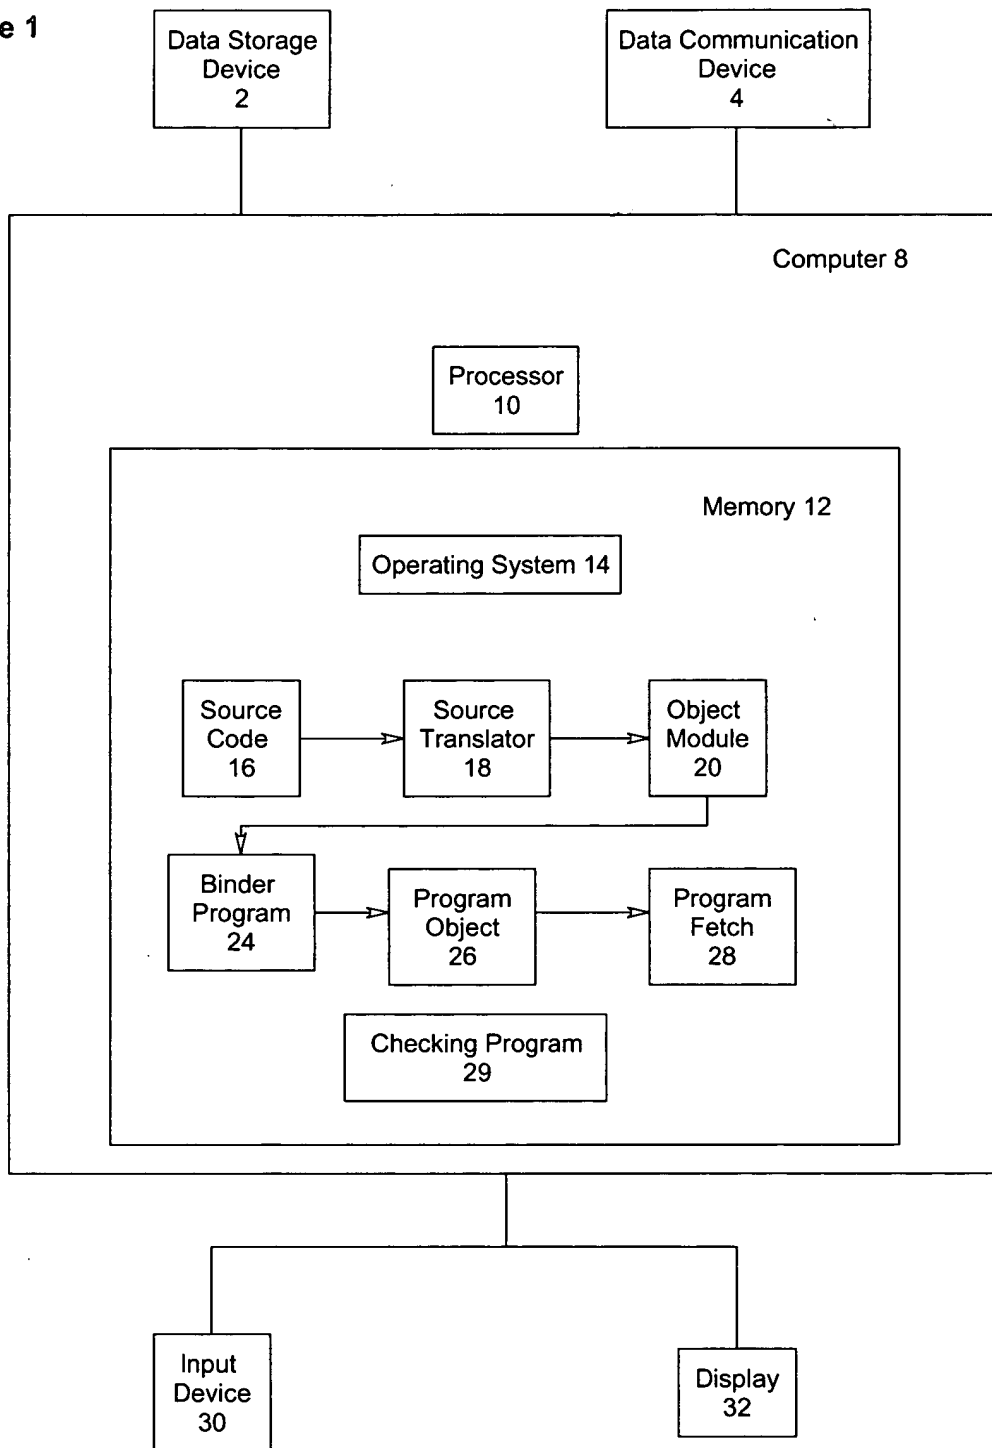 e 1
Data Storage
Device
2
Data Communication
Device
4
Computer 8
Processor
10
Memory 12
Operating System 14
Source
Code
16
Source
Translator
18
Object
Module
20
Binder
Program
24
Program
Object
26
Program
Fetch
28
Checking Program
29
Input
Device
30
Display
32